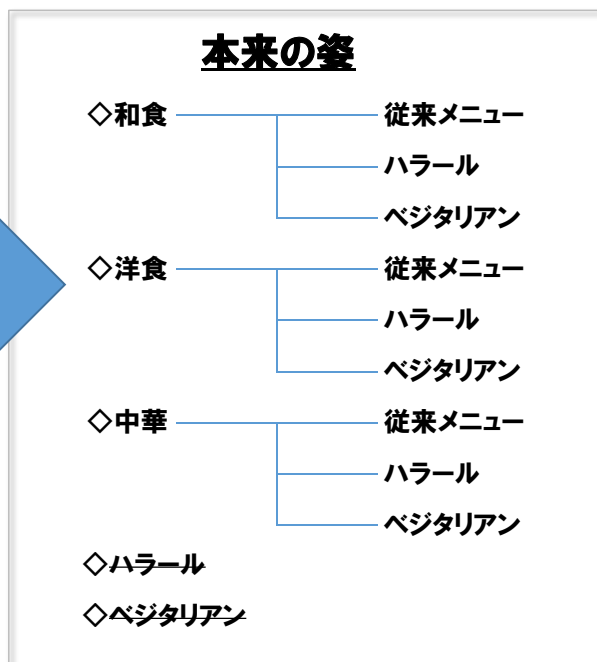 本来の姿
◇和食 従来メニュー
ハラール
ベジタリアン
◇洋食 従来メニュー
ハラール
ベジタリアン
◇中華 従来メニュー
ハラール
ベジタリアン
◇ハラール
◇ベジタリアン